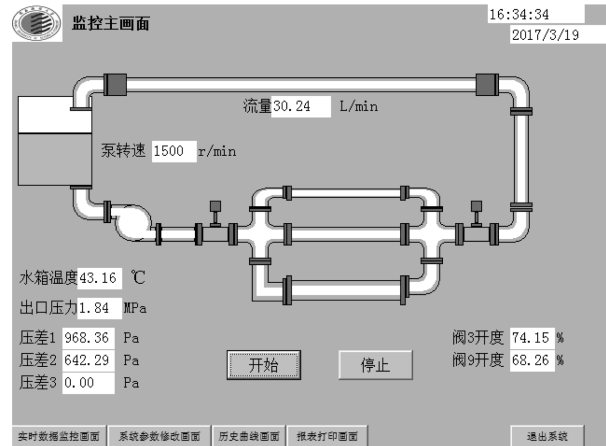 监控主画面
16:34:34
2017/3/19
流量30.24 L/min
泵转速 1500 r/min
水箱温度43.16 ℃
出口压力1.84 MPa
压差1 968.36 Pa
压差2 642.29 Pa
压差3 0.00 Pa
开始 停止
阀3开度 74.15 %
阀9开度 68.26 %
实时数据监控画面 系统参数修改画面 历史曲线画面 报表打印画面 退出系统